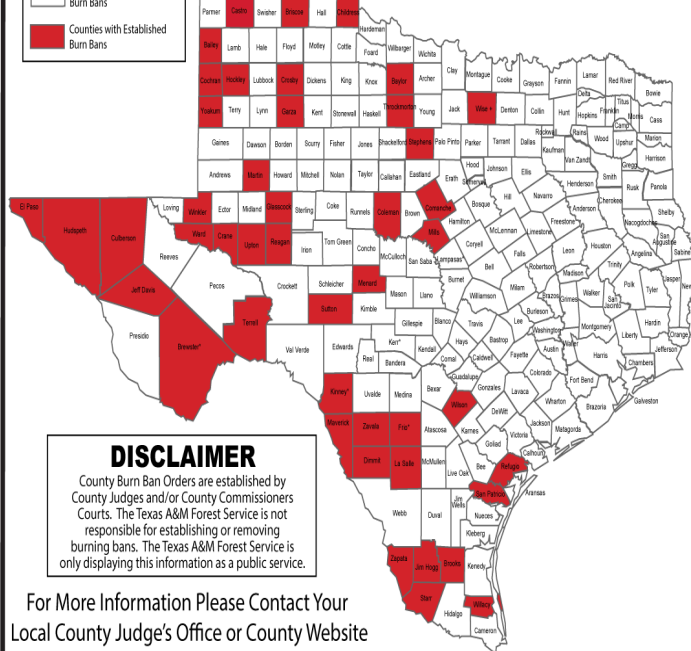 Burn Bans
Counties with Established
Burn Bans
Parmer Castro Swisher Briscoe Hall Childress
Hardeman
Bailey Lamb Hale Floyd Motley Cottle Foard Wilbarger Wichita
Clay Montague Cooke Grayson Fannin Lamar Red River Bowie
Cochran Hockley Lubbock Crosby Dickens King Knox Baylor Archer
Delta Titus Franklin Morris Cass
Yoakum Terry Lynn Garza Kent Stonewall Haskell Throckmorton Young Jack Wise + Denton Collin Hunt Hopkins Camp
Rockwall Rains Wood Upshur Marion
Gaines Dawson Borden Scurry Fisher Jones Shackelford Stephens Palo Pinto Parker Tarrant Dallas Kaufman Van Zandt Gregg Harrison
Andrews Martin Howard Mitchell Nolan Taylor Callahan Eastland Erath Hood Somervell Johnson Ellis Henderson Smith Rusk Panola
El Paso Hudspeth Culberson Loving Winkler Ector Midland Glasscock Sterling Coke Runnels Coleman Brown Comanche Hamilton Bosque Hill Navarro Anderson Cherokee Nacogdoches Shelby
Ward Crane Upton Reagan Irion Tom Green Concho McCulloch San Saba Mills Lampasas Coryell McLennan Limestone Freestone Leon Houston Angelina San Augustine Sabine
Reeves Jeff Davis Pecos Crockett Schleicher Menard Mason Llano Burnet Bell Falls Robertson Madison Trinity Polk Tyler Jasper New
Presidio Brewster* Terrell Sutton Kimble Gillespie Blanco Williamson Milam Burleson Brazos Grimes Walker San Jacinto Hardin Orange
Val Verde Edwards Real Kerr* Bandera Kendall Comal Hays Travis Bastrop Lee Washington Waller Montgomery Liberty Jefferson
Kinney* Uvalde Medina Bexar Guadalupe Caldwell Fayette Austin Colorado Harris Chambers
Maverick Zavala Frio* Atascosa Wilson Gonzales Lavaca Wharton Fort Bend Brazoria Galveston
Dimmit La Salle McMullen Live Oak Karnes DeWitt Goliad Victoria Jackson Matagorda
Bee Refugio Calhoun
San Patricio Aransas
Webb Duval Jim Wells Nueces
Kleberg
Zapata Jim Hogg Brooks Kenedy
Starr Hidalgo Willacy
Cameron
DISCLAIMER
County Burn Ban Orders are established by
County Judges and/or County Commissioners
Courts. The Texas A&M Forest Service is not
responsible for establishing or removing
burning bans. The Texas A&M Forest Service is
only displaying this information as a public service.
For More Information Please Contact Your
Local County Judge's Office or County Website